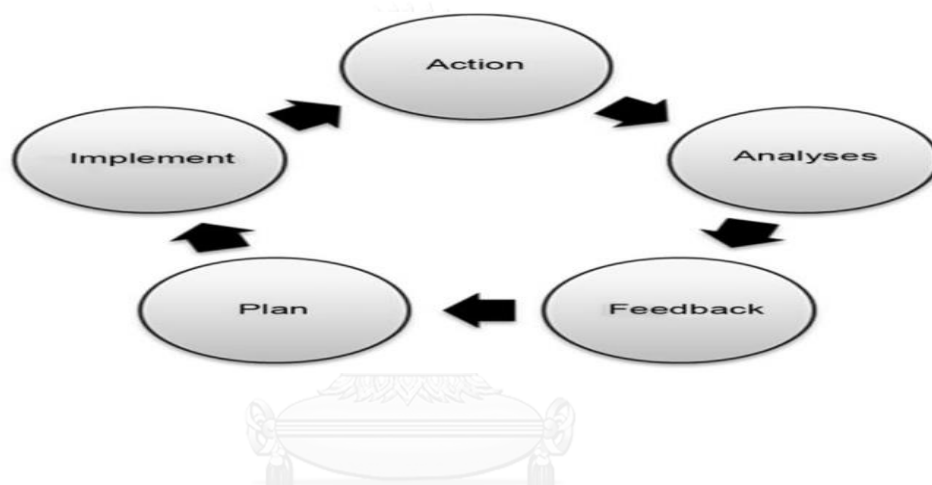 Action
Analyses
Feedback
Plan
Implement